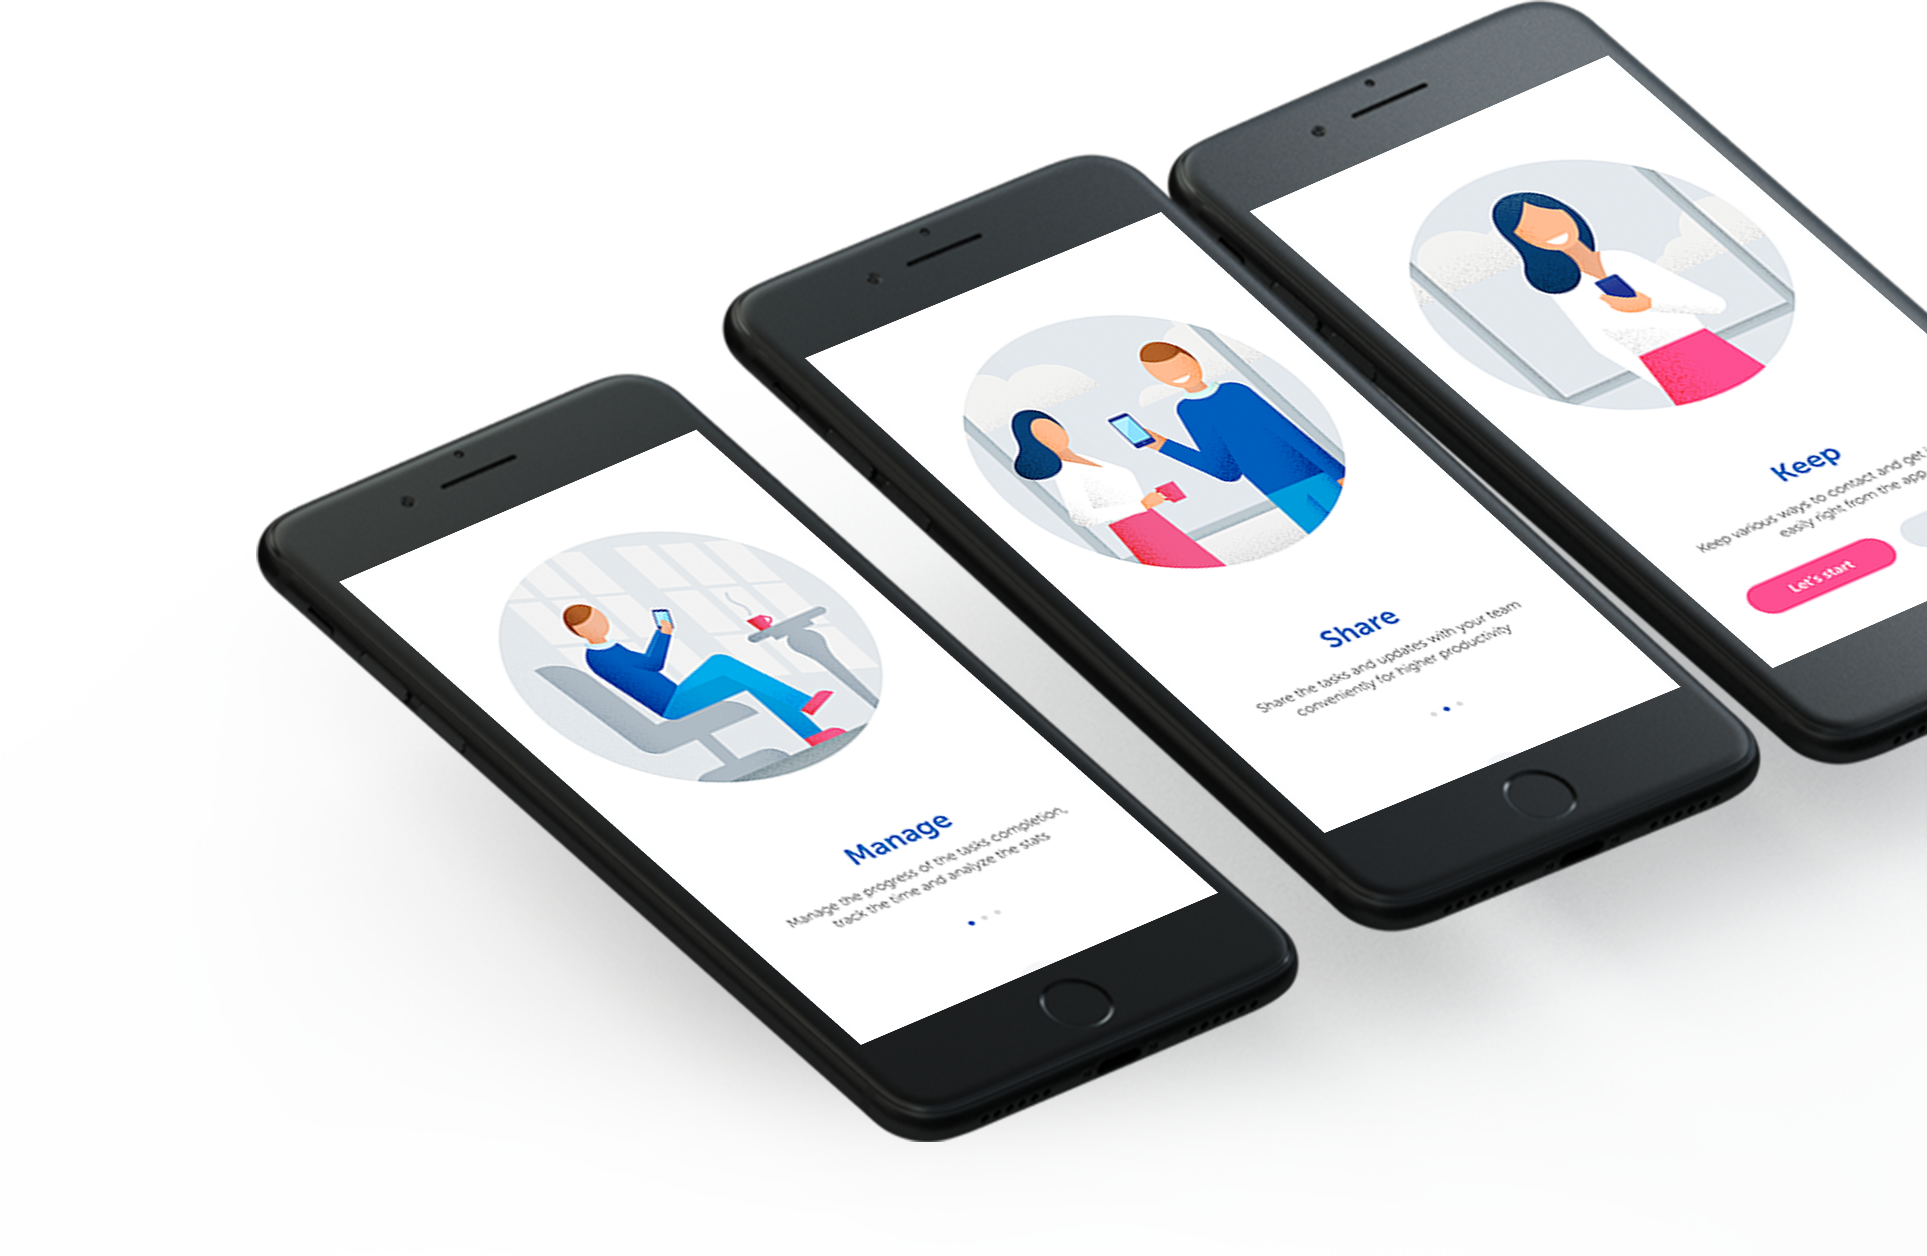 Manage
Manage the progress of the tasks completion,
track the time and analyze the stats
Share
Share the tasks and updates with your team
conveniently for higher productivity
Keep
Keep various ways to contact and get
easily right from the app
Let's start